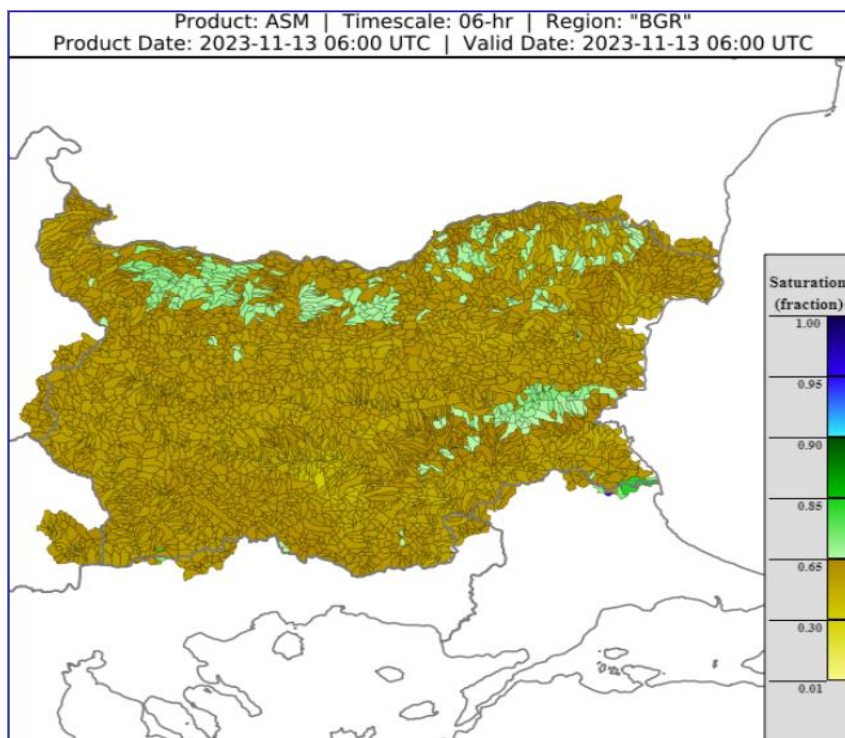 Product: ASM | Timescale: 06-hr | Region: "BGR"
Product Date: 2023-11-13 06:00 UTC | Valid Date: 2023-11-13 06:00 UTC
Saturation
(fraction)
1.00
0.95
0.90
0.85
0.65
0.30
0.01